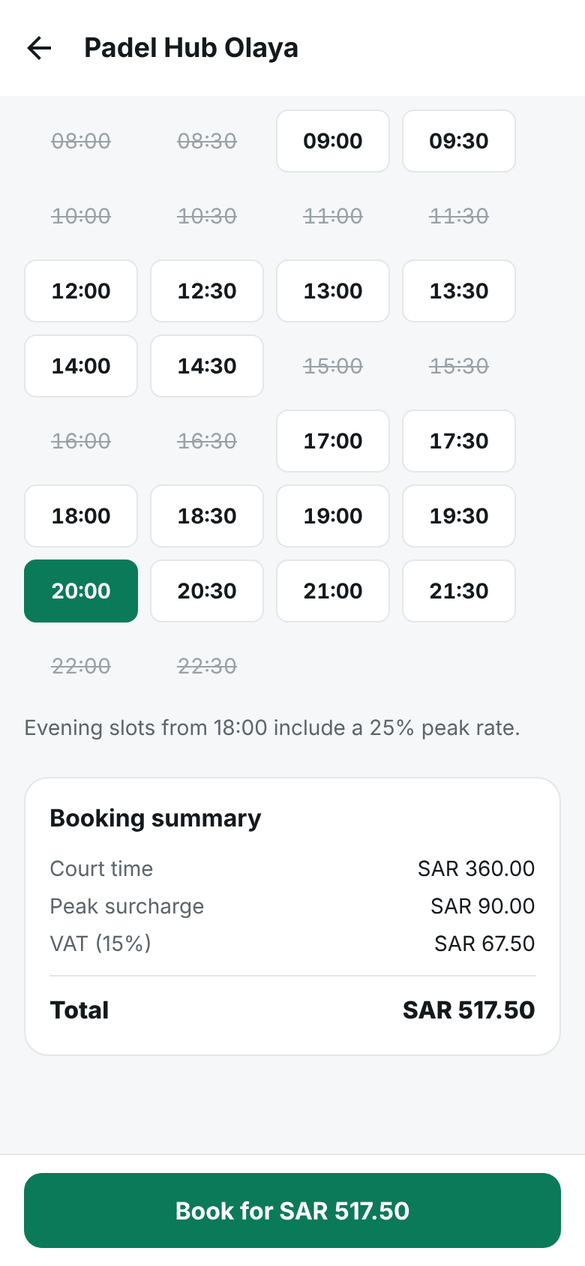 Padel Hub Olaya
08:00 08:30 09:00 09:30
10:00 10:30 11:00 11:30
12:00 12:30 13:00 13:30
14:00 14:30 15:00 15:30
16:00 16:30 17:00 17:30
18:00 18:30 19:00 19:30
20:00 20:30 21:00 21:30
22:00 22:30
Evening slots from 18:00 include a 25% peak rate.
Booking summary
Court time SAR 360.00
Peak surcharge SAR 90.00
VAT (15%) SAR 67.50
Total SAR 517.50
Book for SAR 517.50